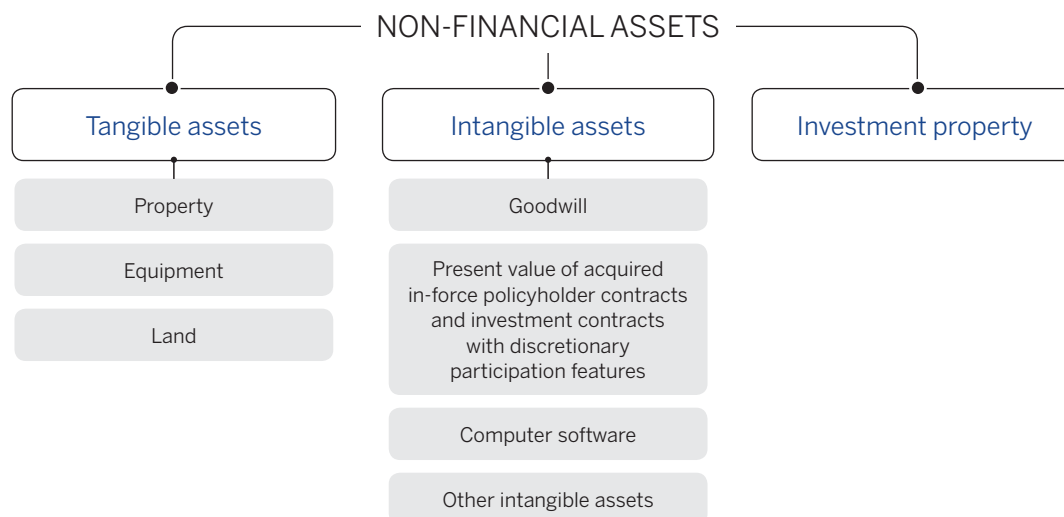 NON-FINANCIAL ASSETS
Tangible assets
Property
Equipment
Land
Intangible assets
Goodwill
Present value of acquired
in-force policyholder contracts
and investment contracts
with discretionary
participation features
Computer software
Other intangible assets
Investment property